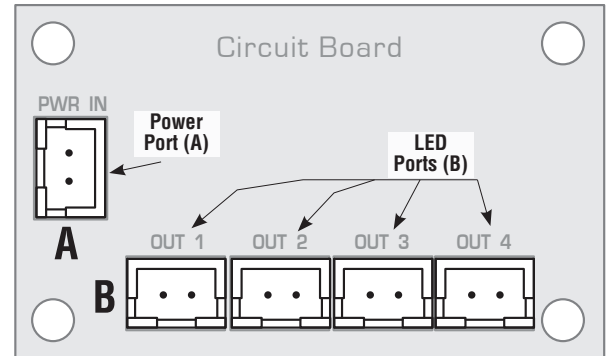 Circuit Board
PWR IN
Power
Port (A)
LED
Ports (B)
A
OUT 1 OUT 2 OUT 3 OUT 4
B